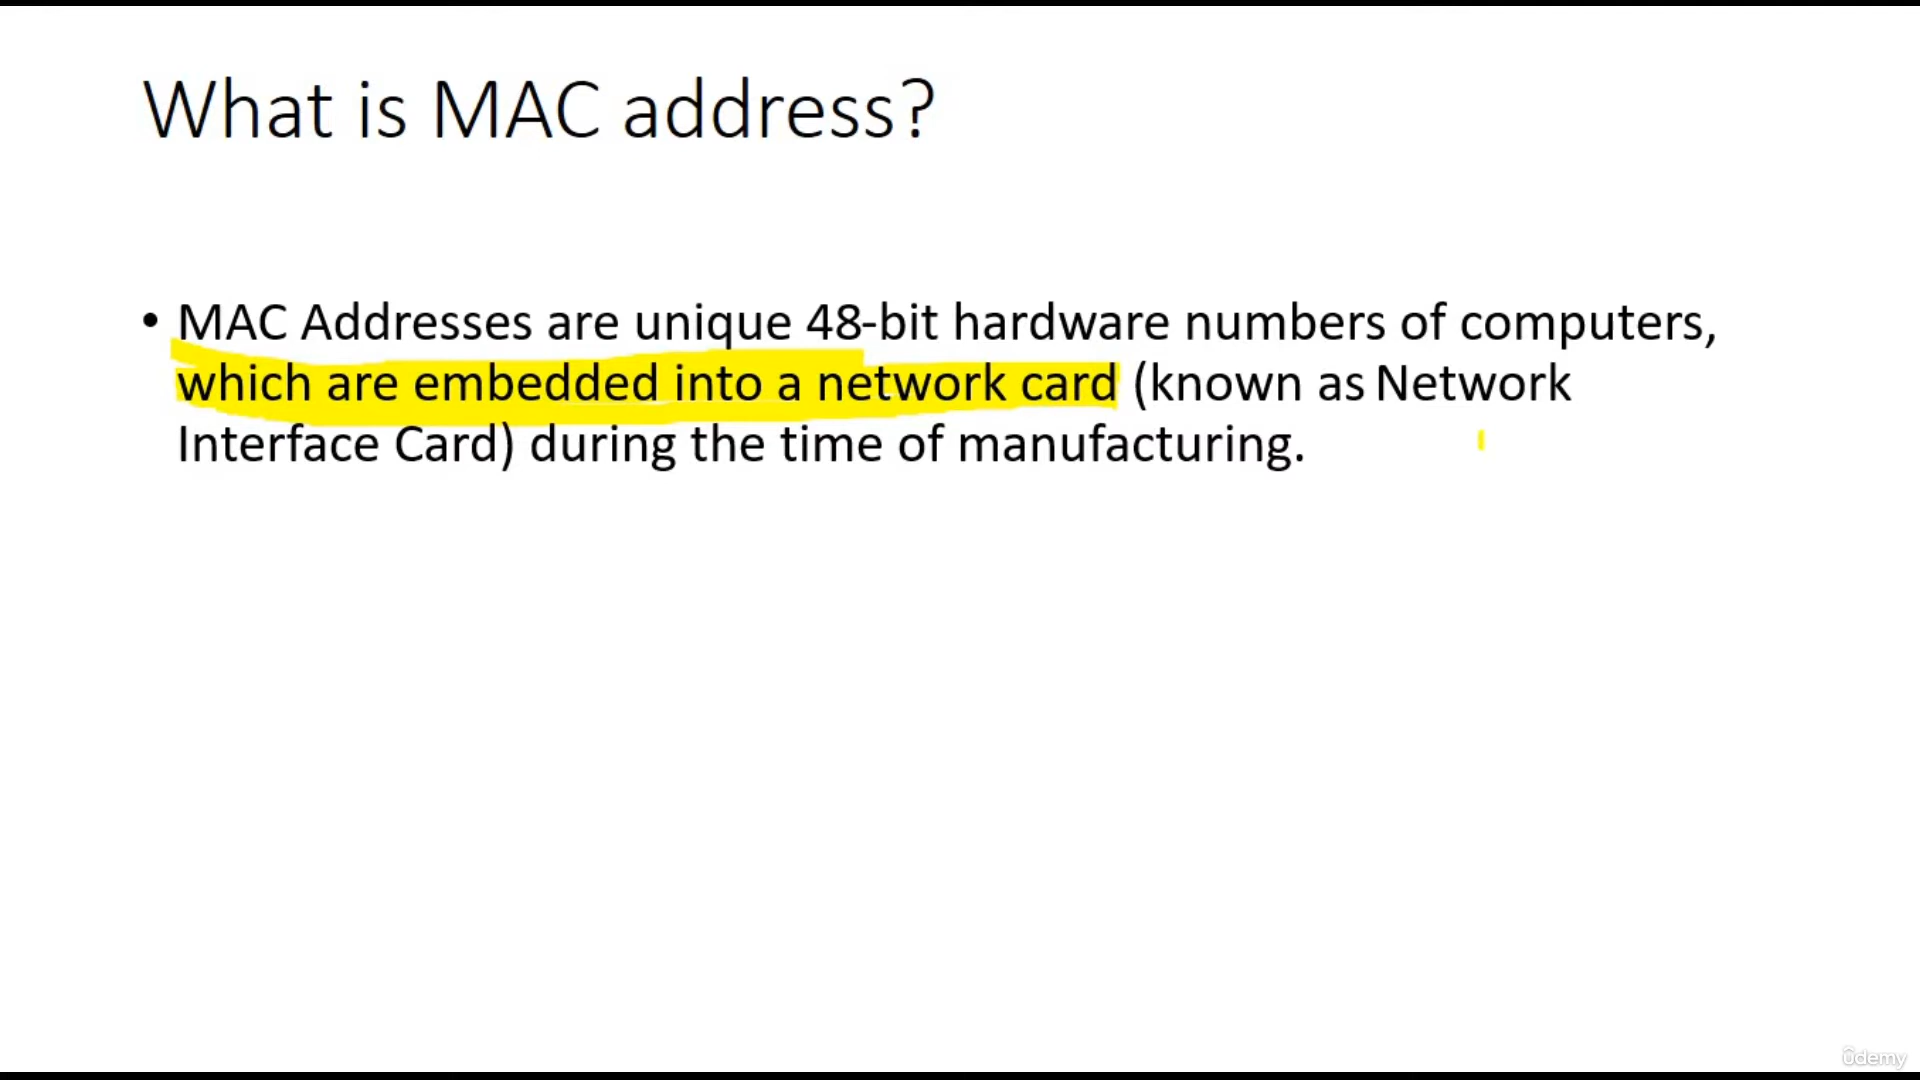 What is MAC address?
• MAC Addresses are unique 48-bit hardware numbers of computers,
which are embedded into a network card (known as Network
Interface Card) during the time of manufacturing.
ûdemy